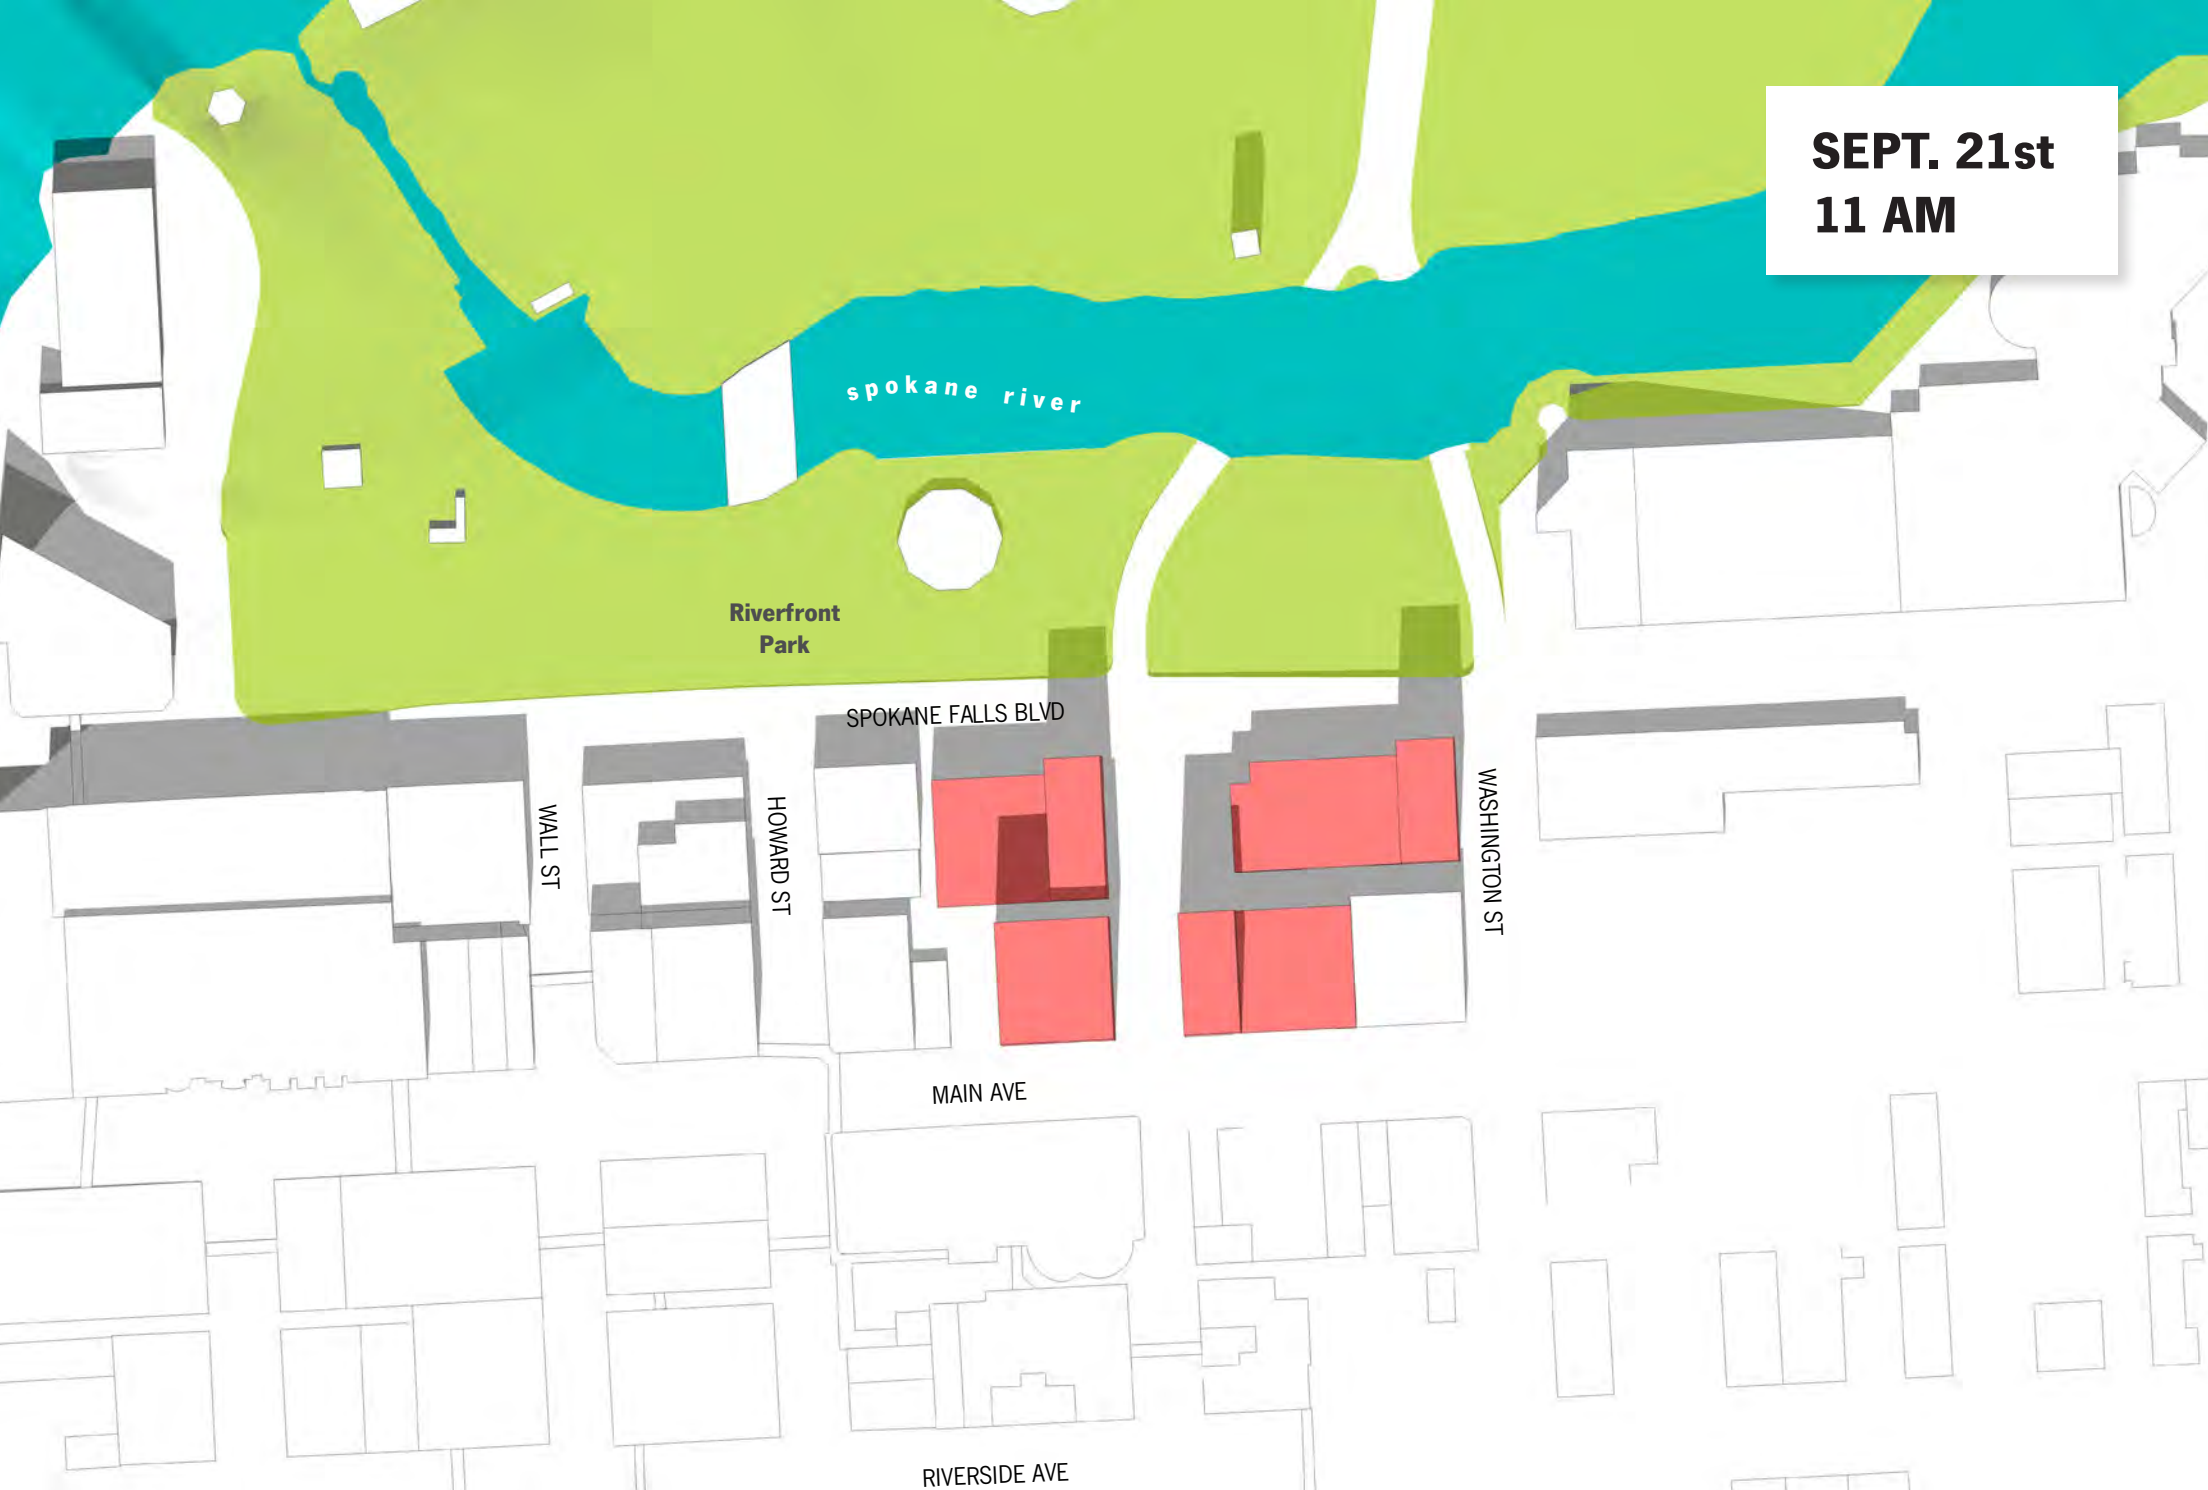 SEPT. 21st
11 AM
spokane river
Riverfront
Park
SPOKANE FALLS BLVD
WALL ST
HOWARD ST
WASHINGTON ST
MAIN AVE
RIVERSIDE AVE